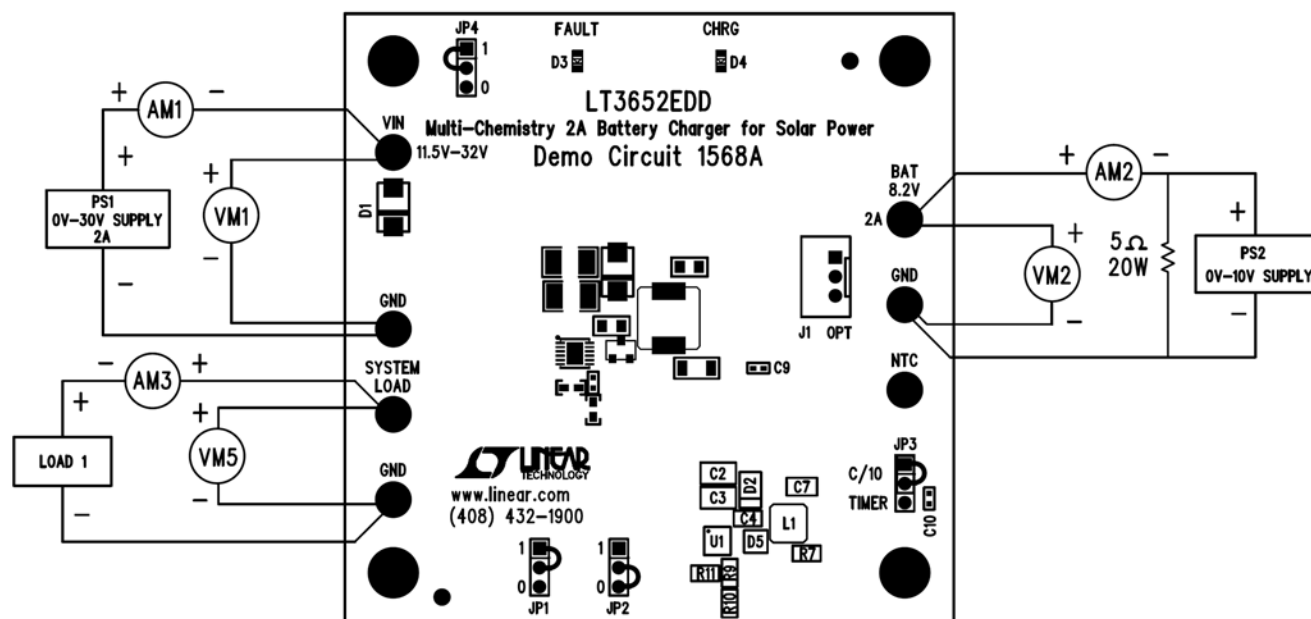 JP4
1
0
FAULT
D3
CHRG
D4
LT3652EDD
Multi-Chemistry 2A Battery Charger for Solar Power
Demo Circuit 1568A
+ AM1 -
VIN
11.5V-32V
+
PS1
0V-30V SUPPLY
2A
-
+
VM1
-
D1
GND
SYSTEM
LOAD
- AM3 +
+
LOAD 1
-
+
VM5
-
GND
BAT
8.2V
2A
+ AM2 -
+
VM2
-
5Ω
20W
+
PS2
0V-10V SUPPLY
-
GND
J1 OPT
C9
NTC
JP3
C/10
TIMER
C10
LINEAR
TECHNOLOGY
www.linear.com
(408) 432-1900
C2
C3
D2
C7
C4
L1
U1
D5
R7
R11
R9
R10
1
0
JP1
1
0
JP2